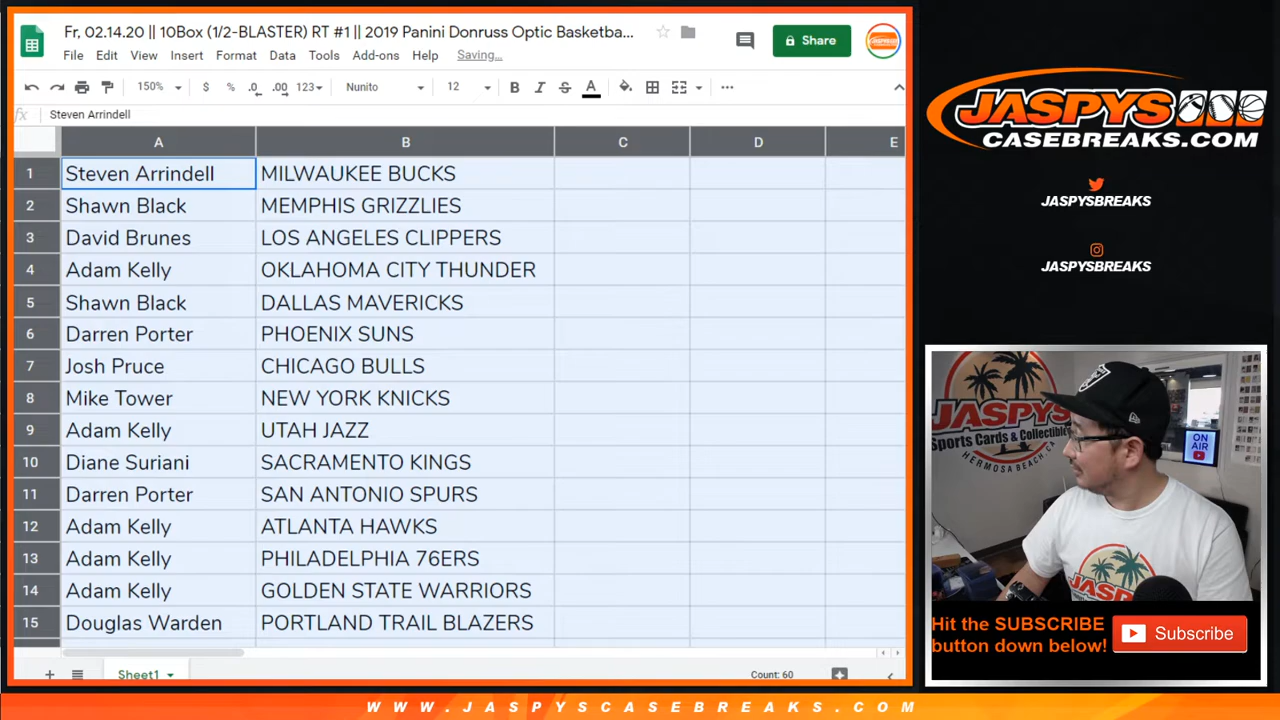 Fr, 02.14.20 || 10Box (1/2-BLASTER) RT #1 || 2019 Panini Donruss Optic Basketba...
File Edit View Insert Format Data Tools Add-ons Help Saving...
Share
150% $ % .0 .00 123 Nunito 12 B I S A
fx Steven Arrindell
A B C D E
1 Steven Arrindell MILWAUKEE BUCKS
2 Shawn Black MEMPHIS GRIZZLIES
3 David Brunes LOS ANGELES CLIPPERS
4 Adam Kelly OKLAHOMA CITY THUNDER
5 Shawn Black DALLAS MAVERICKS
6 Darren Porter PHOENIX SUNS
7 Josh Pruce CHICAGO BULLS
8 Mike Tower NEW YORK KNICKS
9 Adam Kelly UTAH JAZZ
10 Diane Suriani SACRAMENTO KINGS
11 Darren Porter SAN ANTONIO SPURS
12 Adam Kelly ATLANTA HAWKS
13 Adam Kelly PHILADELPHIA 76ERS
14 Adam Kelly GOLDEN STATE WARRIORS
15 Douglas Warden PORTLAND TRAIL BLAZERS
Sheet1
Count: 60
JASPYS
CASEBREAKS.COM
JASPYSBREAKS
JASPYSBREAKS
JASPYS
Sports Cards & Collectible
HERMOSA BEACH, CA
ON
AIR
JASPYS
Hit the SUBSCRIBE
button down below!
Subscribe
WWW.JASPYSCASEBREAKS.COM